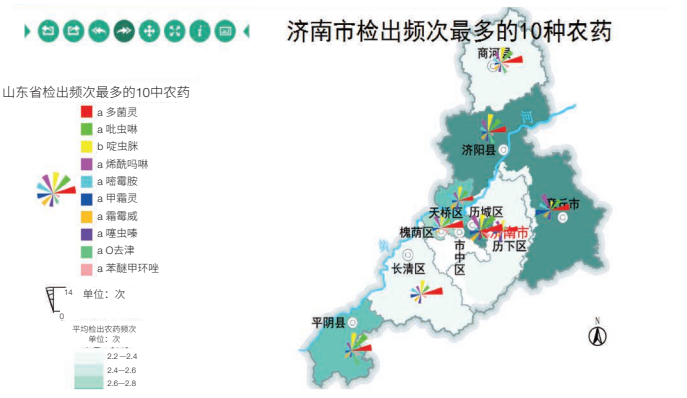 济南市检出频次最多的10种农药
山东省检出频次最多的10中农药
a 多菌灵
a 吡虫啉
b 啶虫脒
a 烯酰吗啉
a 嘧霉胺
a 甲霜灵
a 霜霉威
a 噻虫嗪
a O去津
a 苯醚甲环唑
14 单位：次
0
平均检出农药频次
单位：次
2.2—2.4
2.4—2.6
2.6—2.8
商河县
河
济阳县
章丘市
天桥区
历城区
槐荫区
济南市
历下区
市中区
黄
长清区
平阴县
N